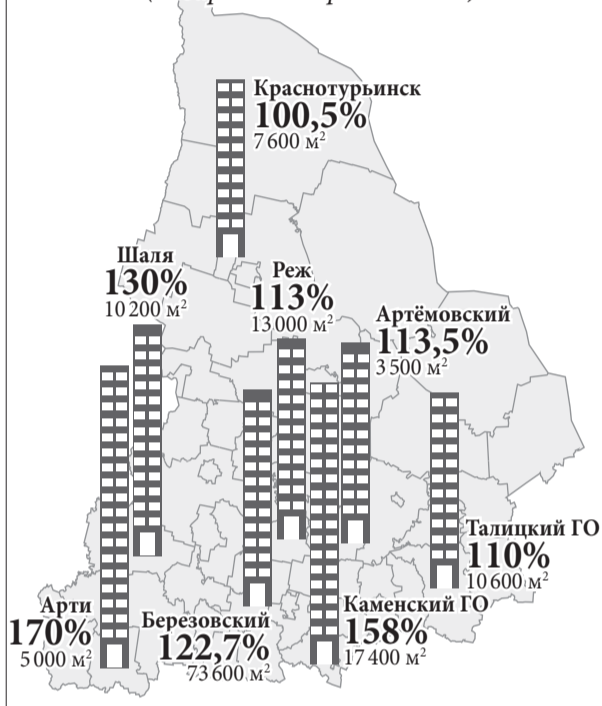 Краснотурьинск
100,5%
7 600 м²
Шаля
130%
10 200 м²
Реж
113%
13 000 м²
Артёмовский
113,5%
3 500 м²
Талицкий ГО
110%
10 600 м²
Арти
170%
5 000 м²
Березовский
122,7%
73 600 м²
Каменский ГО
158%
17 400 м²